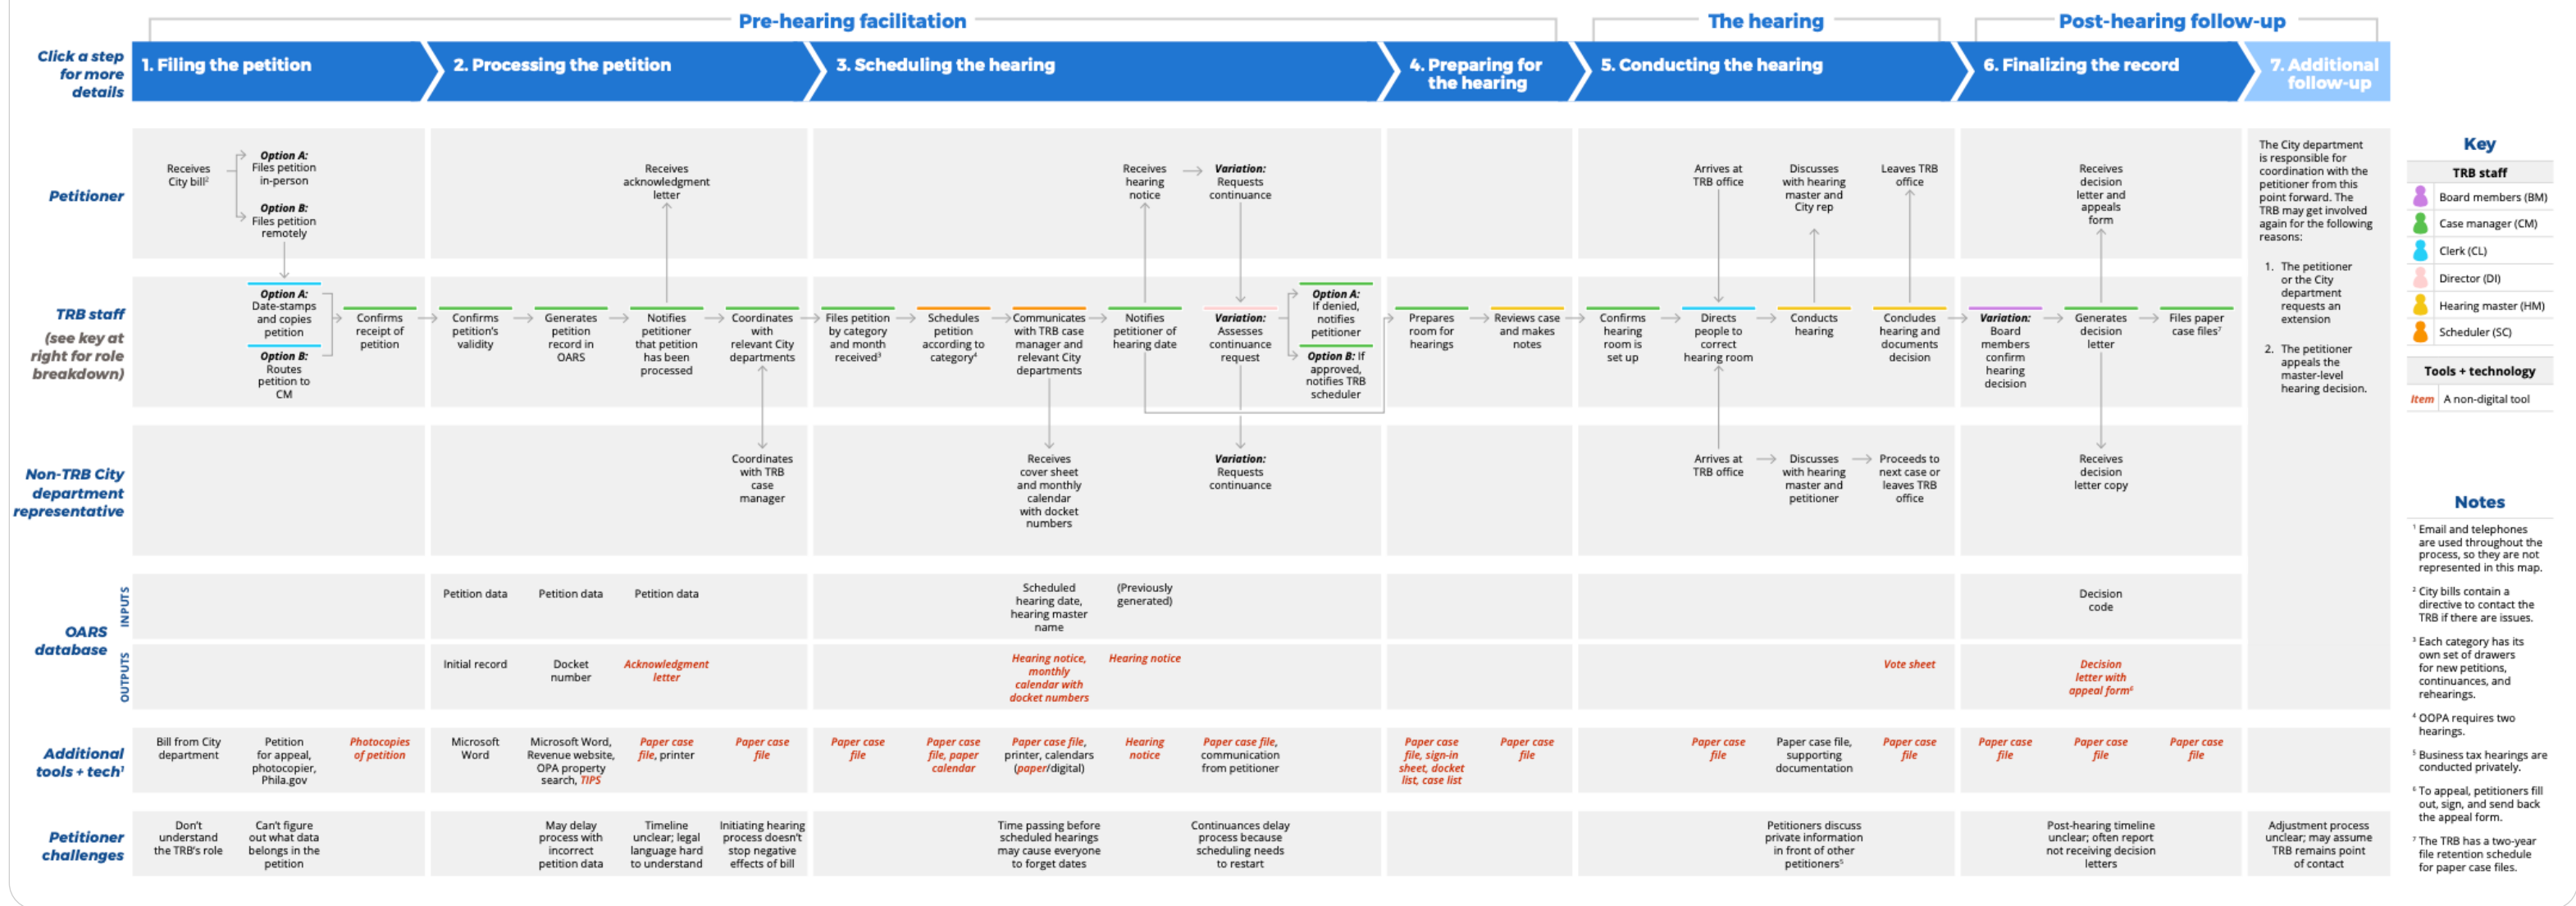 Pre-hearing facilitation
The hearing
Post-hearing follow-up
Click a step
for more
details
1. Filing the petition
2. Processing the petition
3. Scheduling the hearing
4. Preparing for
the hearing
5. Conducting the hearing
6. Finalizing the record
7. Additional
follow-up
Petitioner
Receives
City bill²
Option A:
Files petition
in-person
Option B:
Files petition
remotely
Receives
acknowledgment
letter
Receives
hearing
notice
Variation:
Requests
continuance
Arrives at
TRB office
Discusses
with hearing
master and
City rep
Leaves TRB
office
Receives
decision
letter and
appeals
form
The City department
is responsible for
coordination with the
petitioner from this
point forward. The
TRB may get involved
again for the following
reasons:
1. The petitioner
or the City
department
requests an
extension
2. The petitioner
appeals the
master-level
hearing decision.
TRB staff
(see key at
right for role
breakdown)
Option A:
Date-stamps
and copies
petition
Option B:
Routes
petition to
CM
Confirms
receipt of
petition
Confirms
petition's
validity
Generates
petition
record in
OARS
Notifies
petitioner
that petition
has been
processed
Coordinates
with
relevant City
departments
Files petition
by category
and month
received³
Schedules
petition
according to
category⁴
Communicates
with TRB case
manager and
relevant City
departments
Notifies
petitioner of
hearing date
Variation:
Assesses
continuance
request
Option A:
If denied,
notifies
petitioner
Option B: If
approved,
notifies TRB
scheduler
Prepares
room for
hearings
Reviews case
and makes
notes
Confirms
hearing
room is
set up
Directs
people to
correct
hearing room
Conducts
hearing
Concludes
hearing and
documents
decision
Variation:
Board
members
confirm
hearing
decision
Generates
decision
letter
Files paper
case files⁷
Non-TRB City
department
representative
Coordinates
with TRB
case
manager
Receives
cover sheet
and monthly
calendar
with docket
numbers
Variation:
Requests
continuance
Arrives at
TRB office
Discusses
with hearing
master and
petitioner
Proceeds to
next case or
leaves TRB
office
Receives
decision
letter copy
OARS
database
INPUTS
Petition data
Petition data
Petition data
Scheduled
hearing date,
hearing master
name
(Previously
generated)
Decision
code
OUTPUTS
Initial record
Docket
number
Acknowledgment
letter
Hearing notice,
monthly
calendar with
docket numbers
Hearing notice
Vote sheet
Decision
letter with
appeal form⁶
Additional
tools + tech¹
Bill from City
department
Petition
for appeal,
photocopier,
Phila.gov
Photocopies
of petition
Microsoft
Word
Microsoft Word,
Revenue website,
OPA property
search, TIPS
Paper case
file, printer
Paper case
file
Paper case
file
Paper case
file, paper
calendar
Paper case file,
printer, calendars
(paper/digital)
Hearing
notice
Paper case file,
communication
from petitioner
Paper case
file, sign-in
sheet, docket
list, case list
Paper case
file
Paper case
file
Paper case file,
supporting
documentation
Paper case
file
Paper case
file
Paper case
file
Paper case
file
Petitioner
challenges
Don't
understand
the TRB's role
Can't figure
out what data
belongs in the
petition
May delay
process with
incorrect
petition data
Timeline
unclear; legal
language hard
to understand
Initiating hearing
process doesn't
stop negative
effects of bill
Time passing before
scheduled hearings
may cause everyone
to forget dates
Continuances delay
process because
scheduling needs
to restart
Petitioners discuss
private information
in front of other
petitioners⁵
Post-hearing timeline
unclear; often report
not receiving decision
letters
Adjustment process
unclear; may assume
TRB remains point
of contact
Key
TRB staff
Board members (BM)
Case manager (CM)
Clerk (CL)
Director (DI)
Hearing master (HM)
Scheduler (SC)
Tools + technology
Item A non-digital tool
Notes
¹ Email and telephones
are used throughout the
process, so they are not
represented in this map.
² City bills contain a
directive to contact the
TRB if there are issues.
³ Each category has its
own set of drawers
for new petitions,
continuances, and
rehearings.
⁴ OOPA requires two
hearings.
⁵ Business tax hearings are
conducted privately.
⁶ To appeal, petitioners fill
out, sign, and send back
the appeal form.
⁷ The TRB has a two-year
file retention schedule
for paper case files.